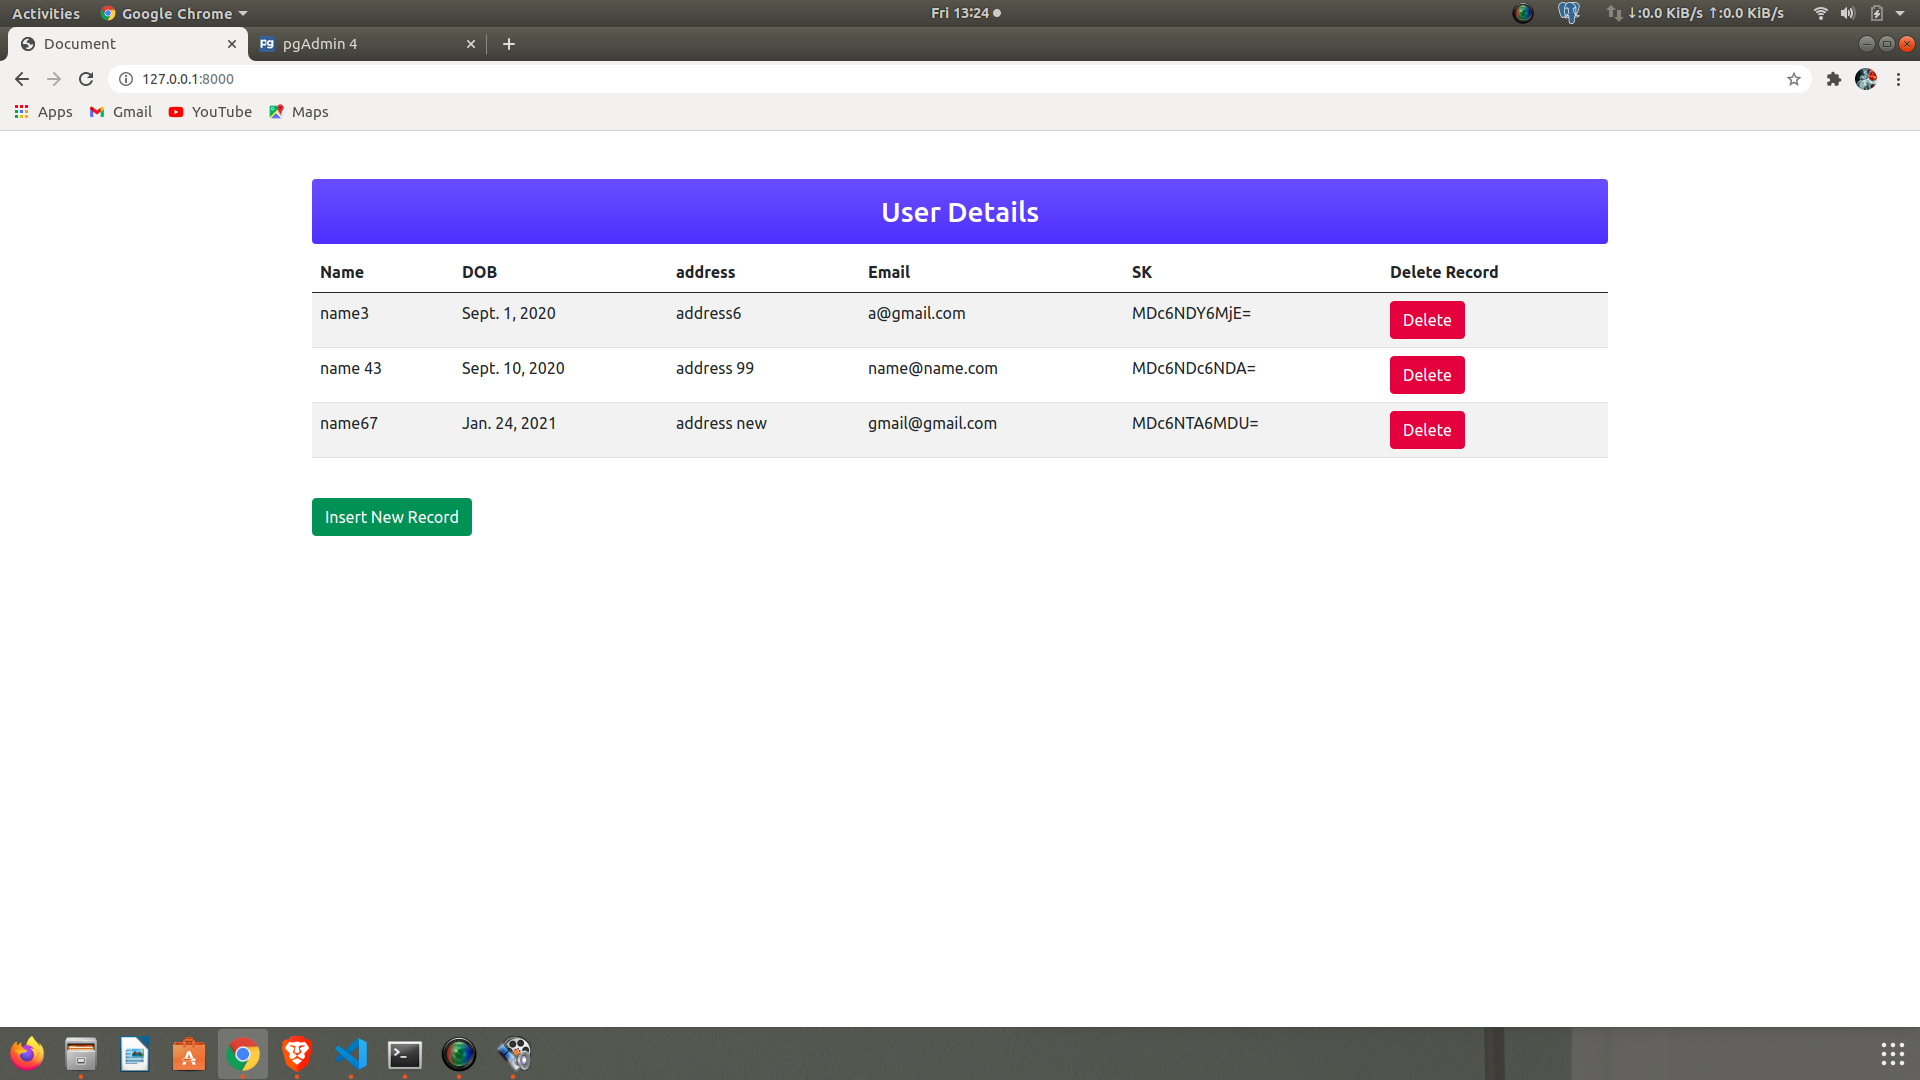 Activities Google Chrome Fri 13:24 ↓:0.0 KiB/s ↑:0.0 KiB/s
Document pg pgAdmin 4
127.0.0.1:8000
Apps Gmail YouTube Maps
User Details
Name DOB address Email SK Delete Record
name3 Sept. 1, 2020 address6 a@gmail.com MDc6NDY6MjE= Delete
name 43 Sept. 10, 2020 address 99 name@name.com MDc6NDc6NDA= Delete
name67 Jan. 24, 2021 address new gmail@gmail.com MDc6NTA6MDU= Delete
Insert New Record